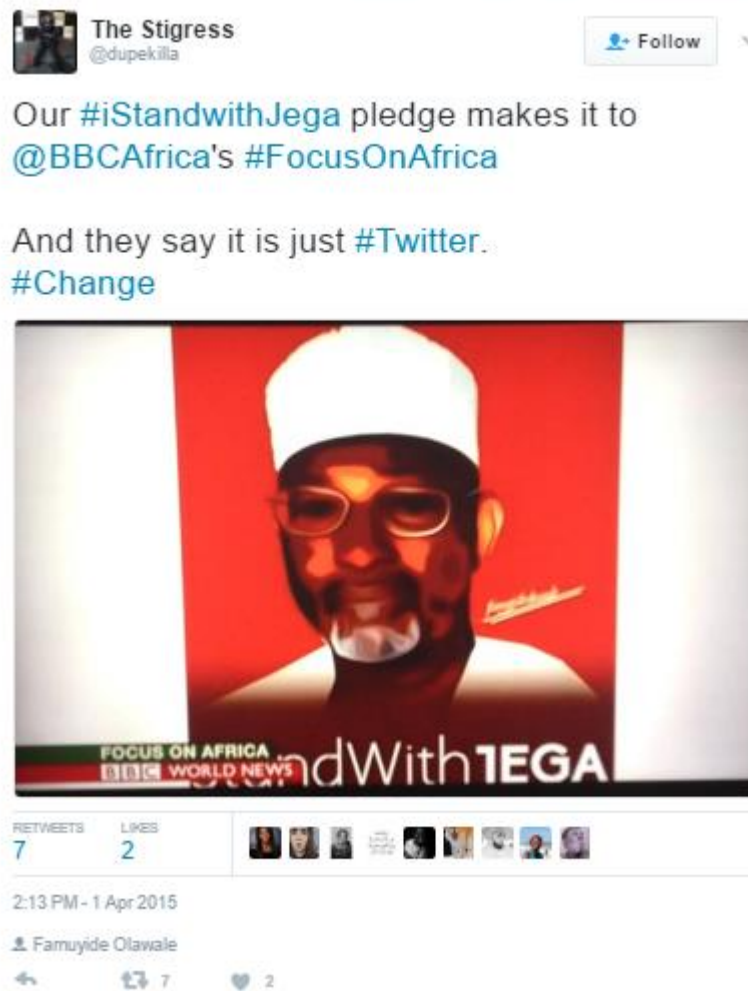 The Stigress
@dupekilla
Follow
Our #iStandwithJega pledge makes it to
@BBCAfrica's #FocusOnAfrica
And they say it is just #Twitter.
#Change
FOCUS ON AFRICA
BBC WORLD NEWS
ndWithJEGA
RETWEETS LIKES
7 2
2:13 PM - 1 Apr 2015
Famuyide Olawale
7 2